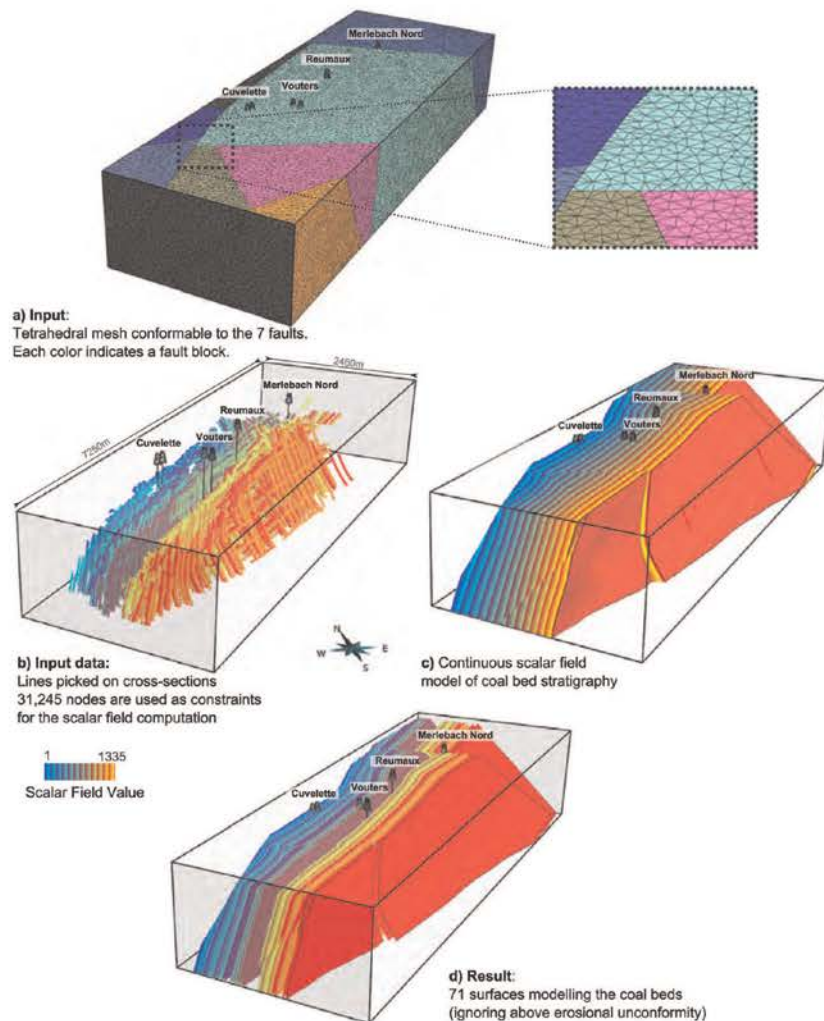 Merlebach Nord
Reumaux
Vouters
Cuvelette
a) Input:
Tetrahedral mesh conformable to the 7 faults.
Each color indicates a fault block.
2450m
7250m
Merlebach Nord
Reumaux
Vouters
Cuvelette
Merlebach Nord
Reumaux
Vouters
Cuvelette
N
W E
S
b) Input data:
Lines picked on cross-sections
31,245 nodes are used as constraints
for the scalar field computation
c) Continuous scalar field
model of coal bed stratigraphy
1 1335
Scalar Field Value
Merlebach Nord
Reumaux
Vouters
Cuvelette
d) Result:
71 surfaces modelling the coal beds
(ignoring above erosional unconformity)